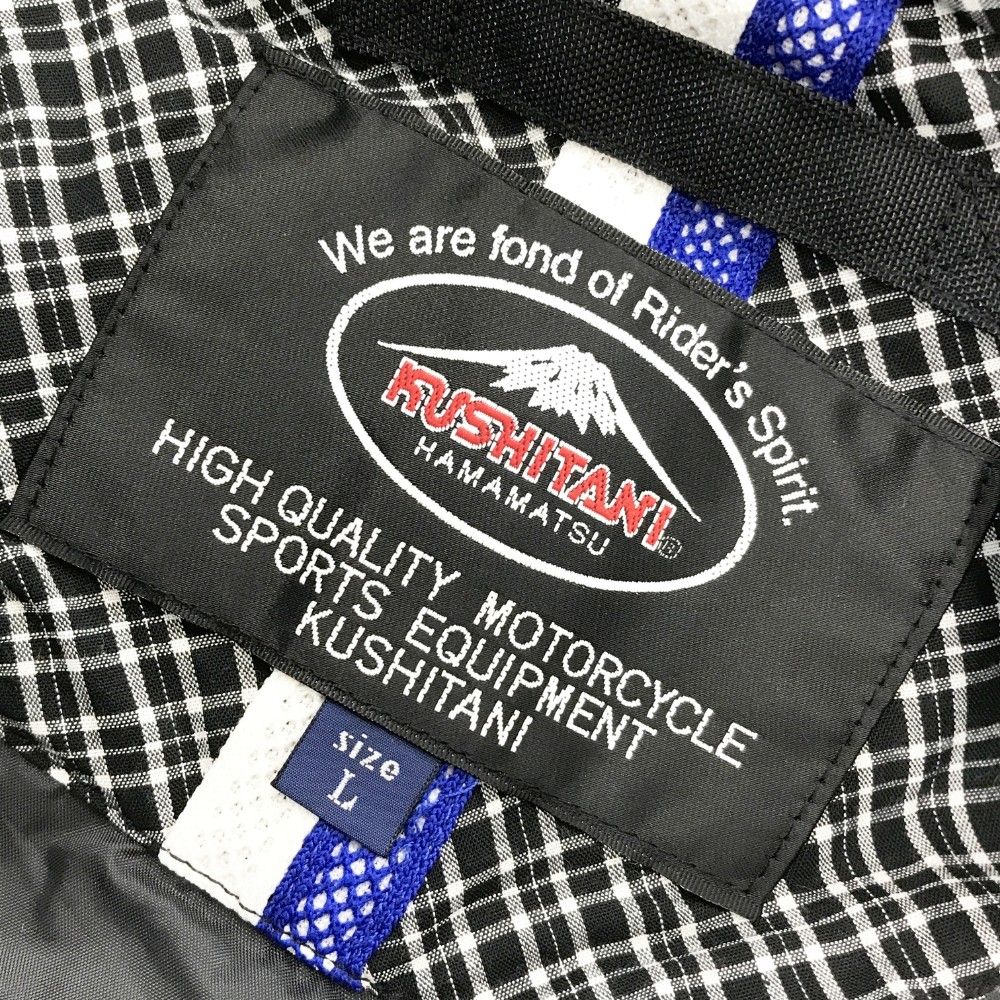 We are fond of Rider's Spirit.
KUSHITANI®
HAMAMATSU
HIGH QUALITY MOTORCYCLE
SPORTS EQUIPMENT
KUSHITANI
size
L